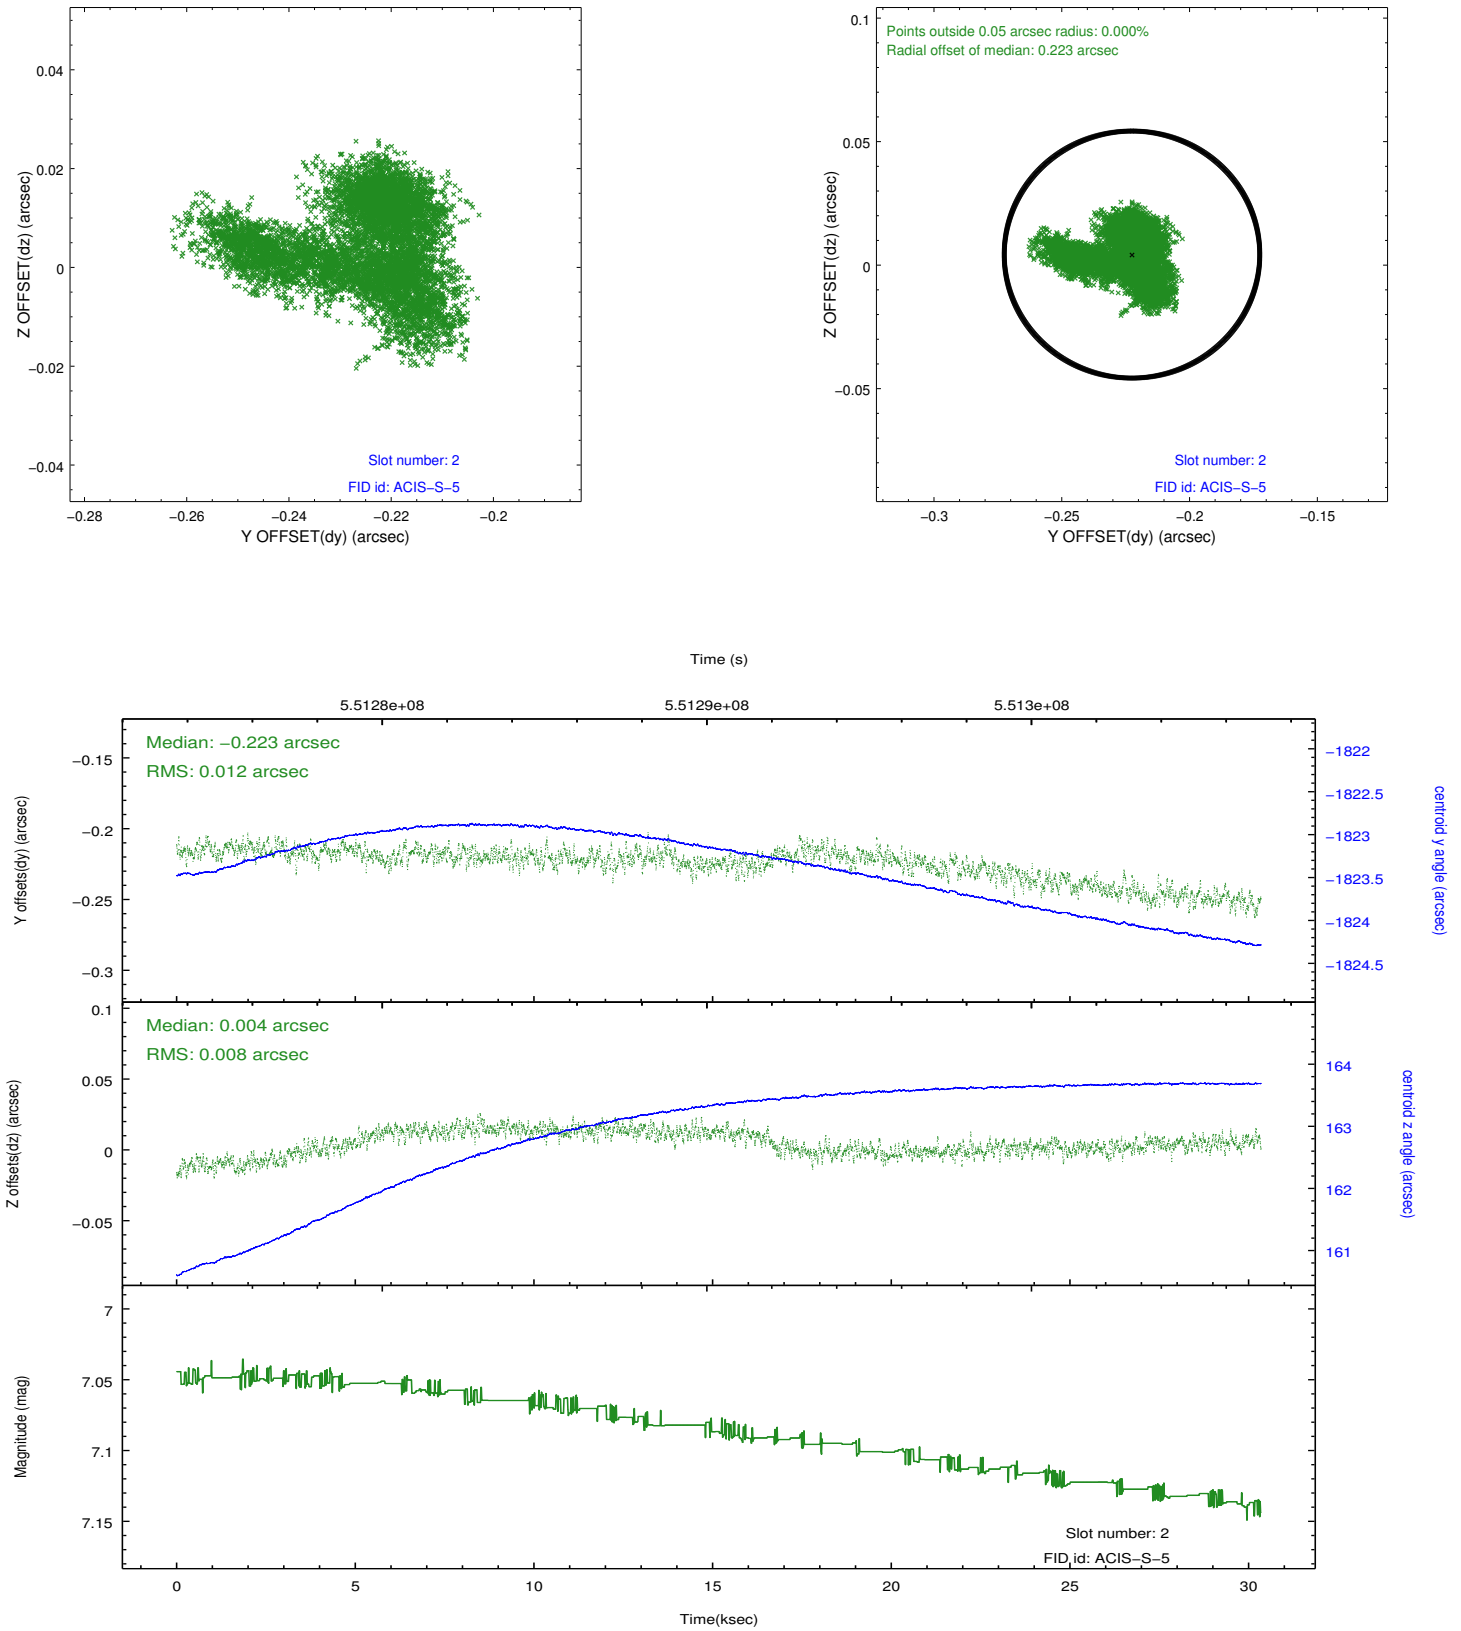 0.04
0.02
0
−0.02
−0.04
Z OFFSET(dz) (arcsec)
Slot number: 2
FID id: ACIS−S−5
−0.28
−0.26
−0.24
−0.22
−0.2
Y OFFSET(dy) (arcsec)
Points outside 0.05 arcsec radius: 0.000%
Radial offset of median: 0.223 arcsec
0.1
0.05
0
−0.05
Z OFFSET(dz) (arcsec)
Slot number: 2
FID id: ACIS−S−5
−0.3
−0.25
−0.2
−0.15
Y OFFSET(dy) (arcsec)
Time (s)
5.5128e+08
5.5129e+08
5.513e+08
Median: −0.223 arcsec
RMS: 0.012 arcsec
−0.15
−0.2
−0.25
−0.3
Y offsets(dy) (arcsec)
−1822
−1822.5
−1823
−1823.5
−1824
−1824.5
centroid y angle (arcsec)
Median: 0.004 arcsec
RMS: 0.008 arcsec
0.1
0.05
0
−0.05
Z offsets(dz) (arcsec)
164
163
162
161
centroid z angle (arcsec)
7
7.05
7.1
7.15
Magnitude (mag)
Slot number: 2
FID id: ACIS−S−5
0
5
10
15
20
25
30
Time(ksec)